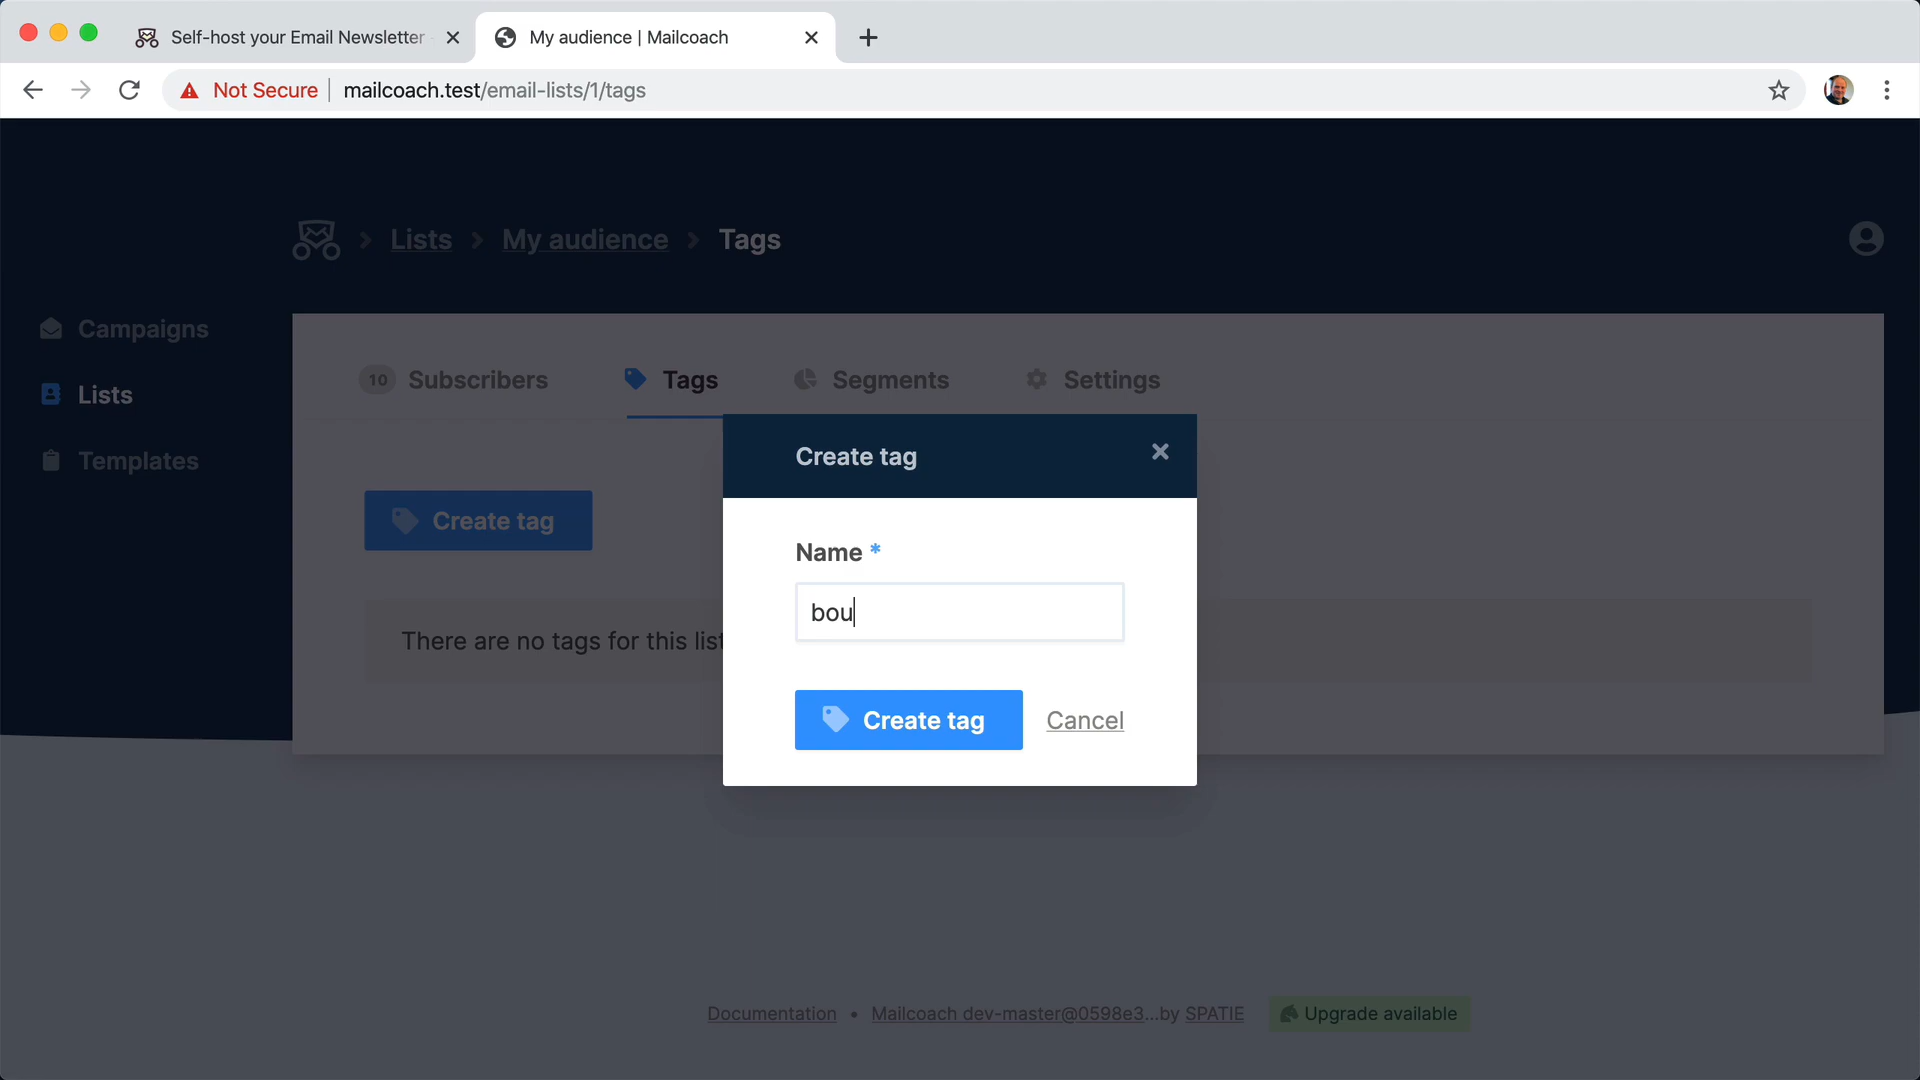 Self-host your Email Newsletter
My audience | Mailcoach
Not Secure
mailcoach.test/email-lists/1/tags
Lists
My audience
Tags
Campaigns
Lists
Templates
10 Subscribers
Tags
Segments
Settings
Create tag
There are no tags for this list
Create tag
Name *
bou
Create tag
Cancel
Documentation • Mailcoach dev-master@0598e3...by SPATIE
Upgrade available